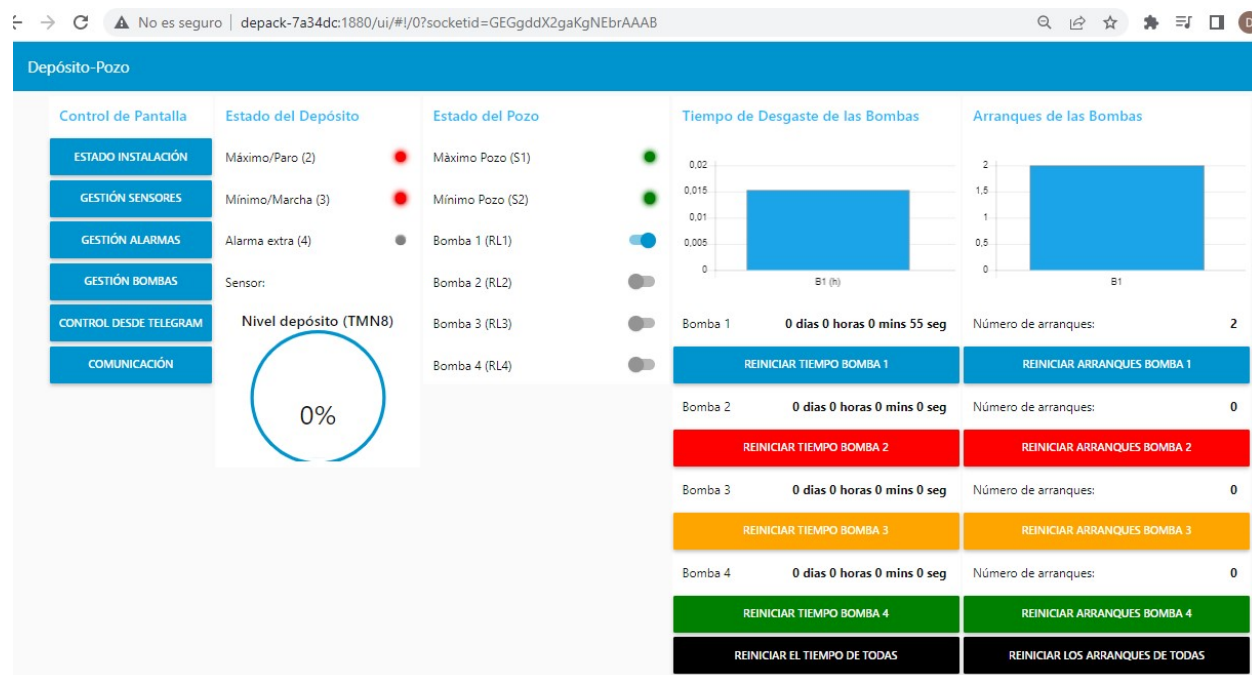 No es seguro | depack-7a34dc:1880/ui/#!/0?socketid=GEGgddX2gaKgNEbrAAAB
D
Depósito-Pozo
Control de Pantalla
ESTADO INSTALACIÓN
GESTIÓN SENSORES
GESTIÓN ALARMAS
GESTIÓN BOMBAS
CONTROL DESDE TELEGRAM
COMUNICACIÓN
Estado del Depósito
Máximo/Paro (2)
Mínimo/Marcha (3)
Alarma extra (4)
Sensor:
Nivel depósito (TMN8)
0%
Estado del Pozo
Màximo Pozo (S1)
Mínimo Pozo (S2)
Bomba 1 (RL1)
Bomba 2 (RL2)
Bomba 3 (RL3)
Bomba 4 (RL4)
Tiempo de Desgaste de las Bombas
0,02
0,015
0,01
0,005
0
B1 (h)
Bomba 1 0 dias 0 horas 0 mins 55 seg
REINICIAR TIEMPO BOMBA 1
Bomba 2 0 dias 0 horas 0 mins 0 seg
REINICIAR TIEMPO BOMBA 2
Bomba 3 0 dias 0 horas 0 mins 0 seg
REINICIAR TIEMPO BOMBA 3
Bomba 4 0 dias 0 horas 0 mins 0 seg
REINICIAR TIEMPO BOMBA 4
REINICIAR EL TIEMPO DE TODAS
Arranques de las Bombas
2
1,5
1
0,5
0
B1
Número de arranques: 2
REINICIAR ARRANQUES BOMBA 1
Número de arranques: 0
REINICIAR ARRANQUES BOMBA 2
Número de arranques: 0
REINICIAR ARRANQUES BOMBA 3
Número de arranques: 0
REINICIAR ARRANQUES BOMBA 4
REINICIAR LOS ARRANQUES DE TODAS